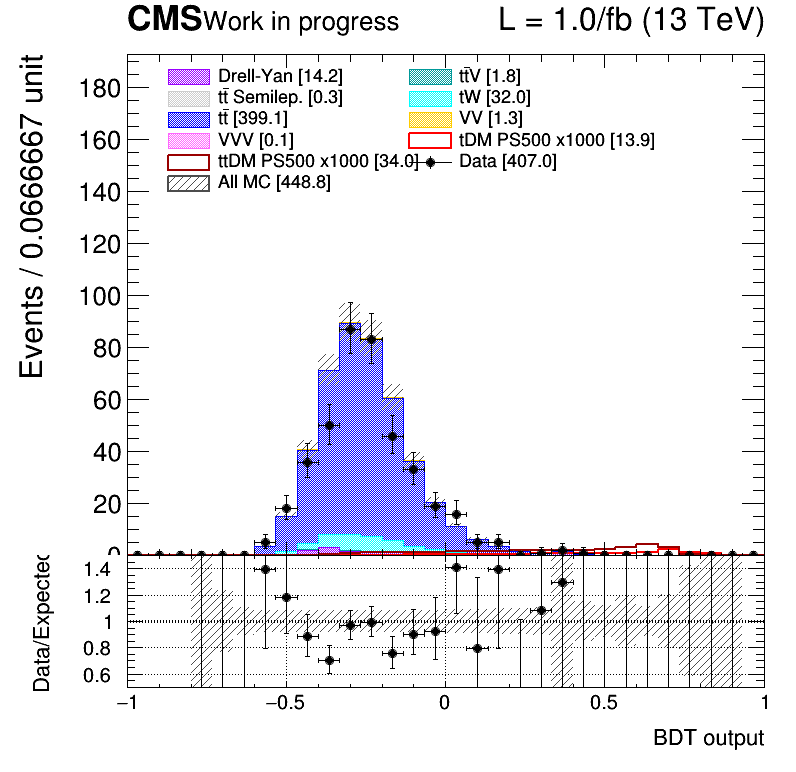 CMS Work in progress L = 1.0/fb (13 TeV)
Events / 0.0666667 unit
180
160
140
120
100
80
60
40
20
0
Drell-Yan [14.2]
tt̄V [1.8]
tt̄ Semilep. [0.3]
tW [32.0]
tt̄ [399.1]
VV [1.3]
VVV [0.1]
tDM PS500 x1000 [13.9]
ttDM PS500 x1000 [34.0]
Data [407.0]
All MC [448.8]
Data/Expected
1.4
1.2
1
0.8
0.6
−1 −0.5 0 0.5 1
BDT output